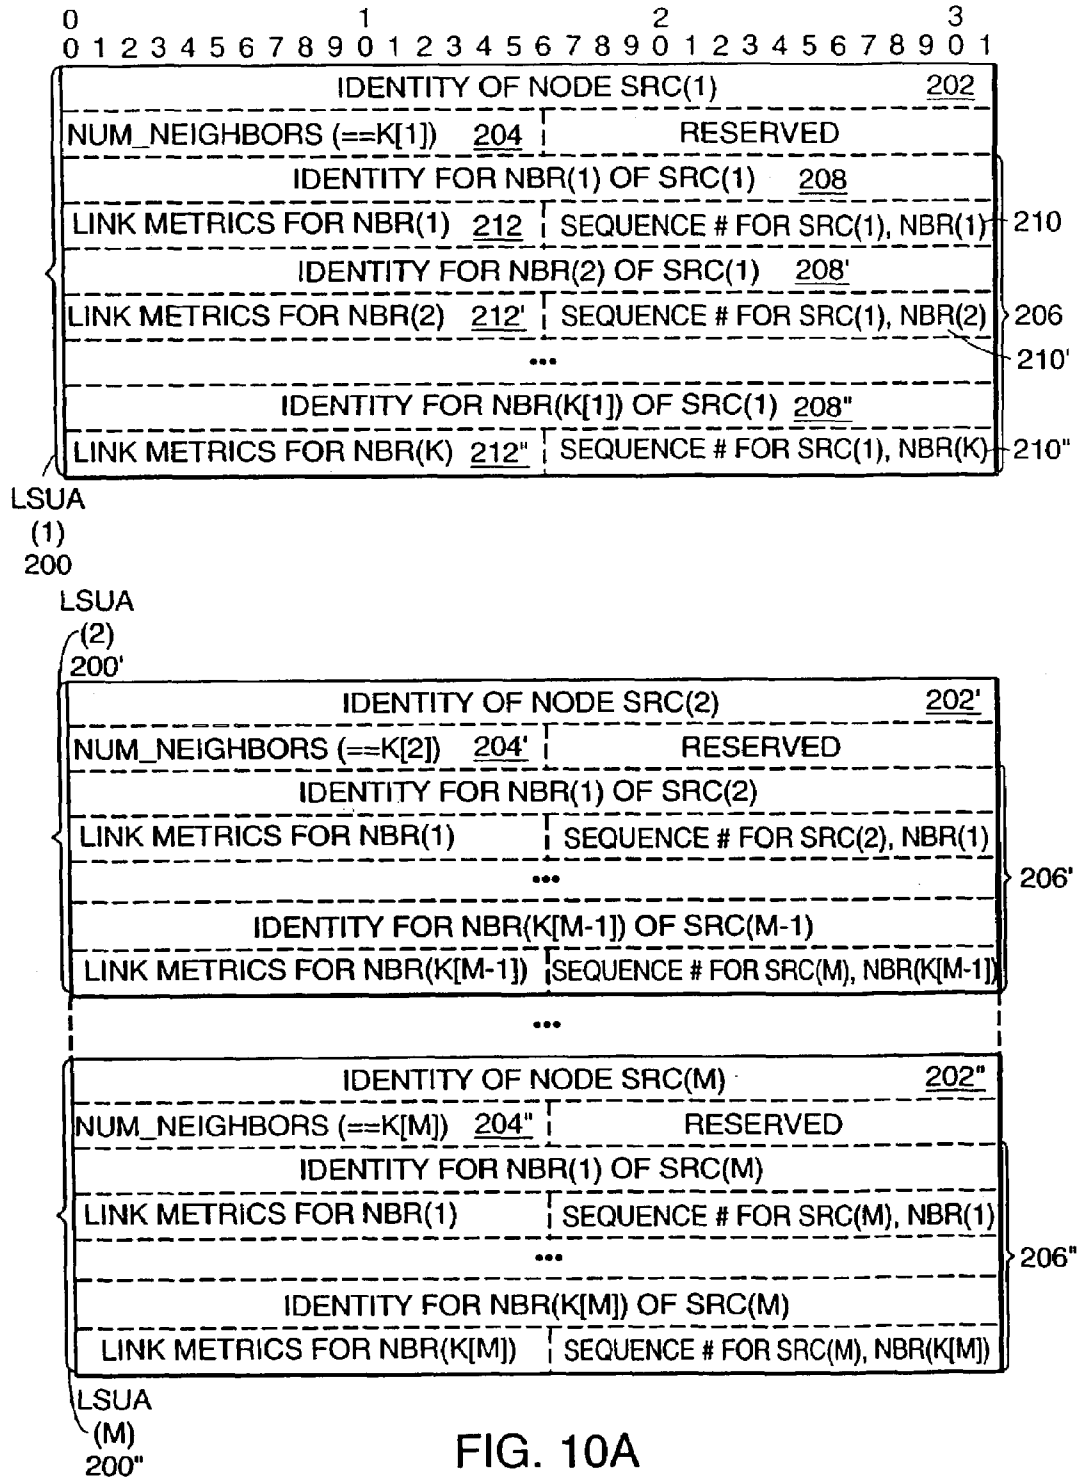 0 1 2 3
0 1 2 3 4 5 6 7 8 9 0 1 2 3 4 5 6 7 8 9 0 1 2 3 4 5 6 7 8 9 0 1
IDENTITY OF NODE SRC(1) 202
NUM_NEIGHBORS (==K[1]) 204 RESERVED
IDENTITY FOR NBR(1) OF SRC(1) 208
LINK METRICS FOR NBR(1) 212 SEQUENCE # FOR SRC(1), NBR(1) 210
IDENTITY FOR NBR(2) OF SRC(1) 208'
LINK METRICS FOR NBR(2) 212' SEQUENCE # FOR SRC(1), NBR(2) 206
••• 210'
IDENTITY FOR NBR(K[1]) OF SRC(1) 208"
LINK METRICS FOR NBR(K) 212" SEQUENCE # FOR SRC(1), NBR(K) 210"
LSUA
(1)
200
LSUA
(2)
200'
IDENTITY OF NODE SRC(2) 202'
NUM_NEIGHBORS (==K[2]) 204' RESERVED
IDENTITY FOR NBR(1) OF SRC(2)
LINK METRICS FOR NBR(1) SEQUENCE # FOR SRC(2), NBR(1)
••• 206'
IDENTITY FOR NBR(K[M-1]) OF SRC(M-1)
LINK METRICS FOR NBR(K[M-1]) SEQUENCE # FOR SRC(M), NBR(K[M-1])
•••
IDENTITY OF NODE SRC(M) 202"
NUM_NEIGHBORS (==K[M]) 204" RESERVED
IDENTITY FOR NBR(1) OF SRC(M)
LINK METRICS FOR NBR(1) SEQUENCE # FOR SRC(M), NBR(1)
••• 206"
IDENTITY FOR NBR(K[M]) OF SRC(M)
LINK METRICS FOR NBR(K[M]) SEQUENCE # FOR SRC(M), NBR(K[M])
LSUA
(M)
200"
FIG. 10A